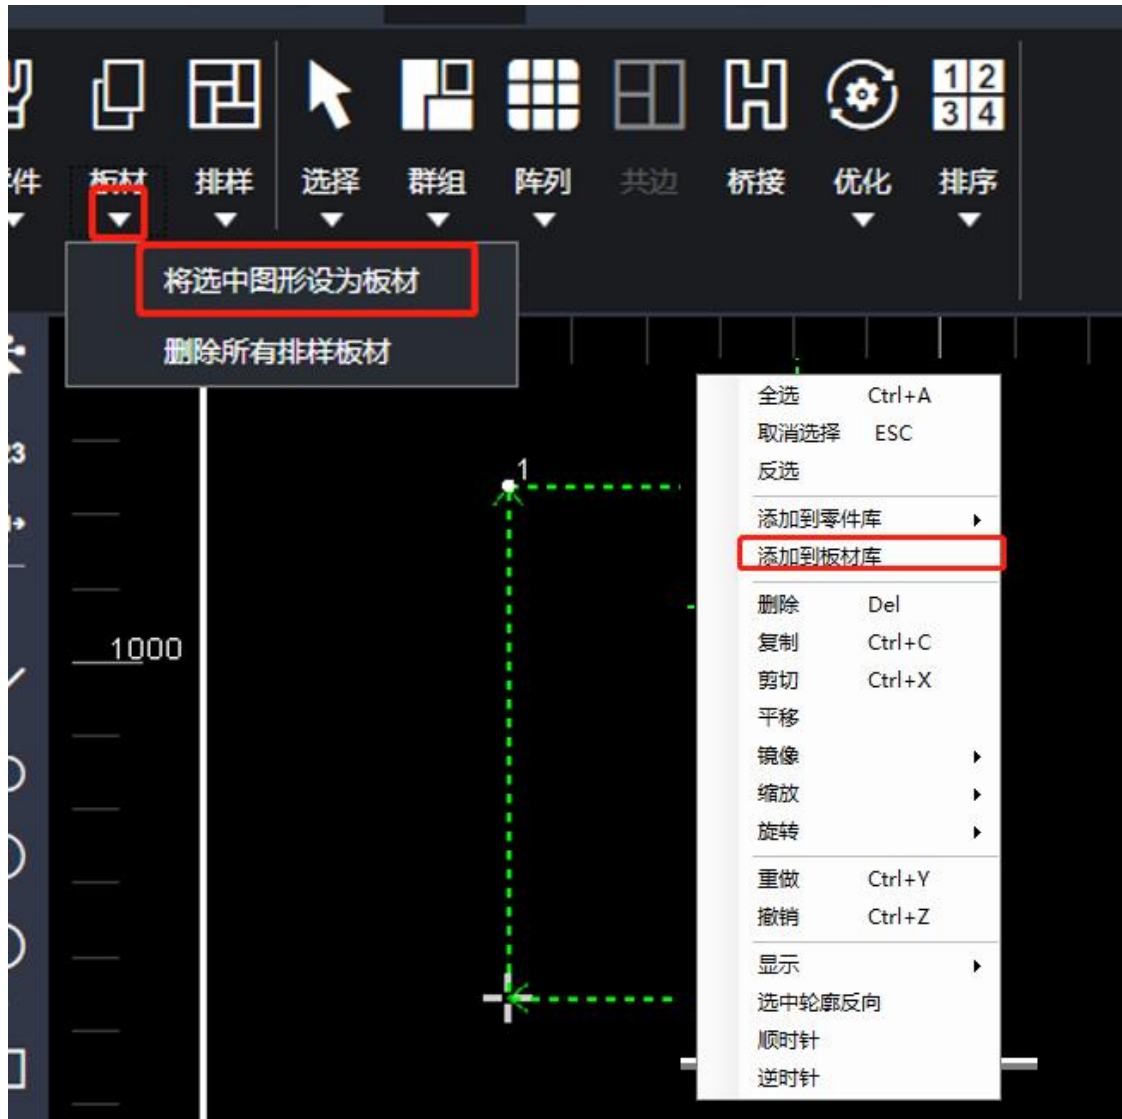 1 2
3 4
件 板材 排样 选择 群组 阵列 共边 桥接 优化 排序
将选中图形设为板材
删除所有排样板材
全选 Ctrl+A
取消选择 ESC
反选
添加到零件库
添加到板材库
删除 Del
复制 Ctrl+C
剪切 Ctrl+X
平移
镜像
缩放
旋转
重做 Ctrl+Y
撤销 Ctrl+Z
显示
选中轮廓反向
顺时针
逆时针
1
1000